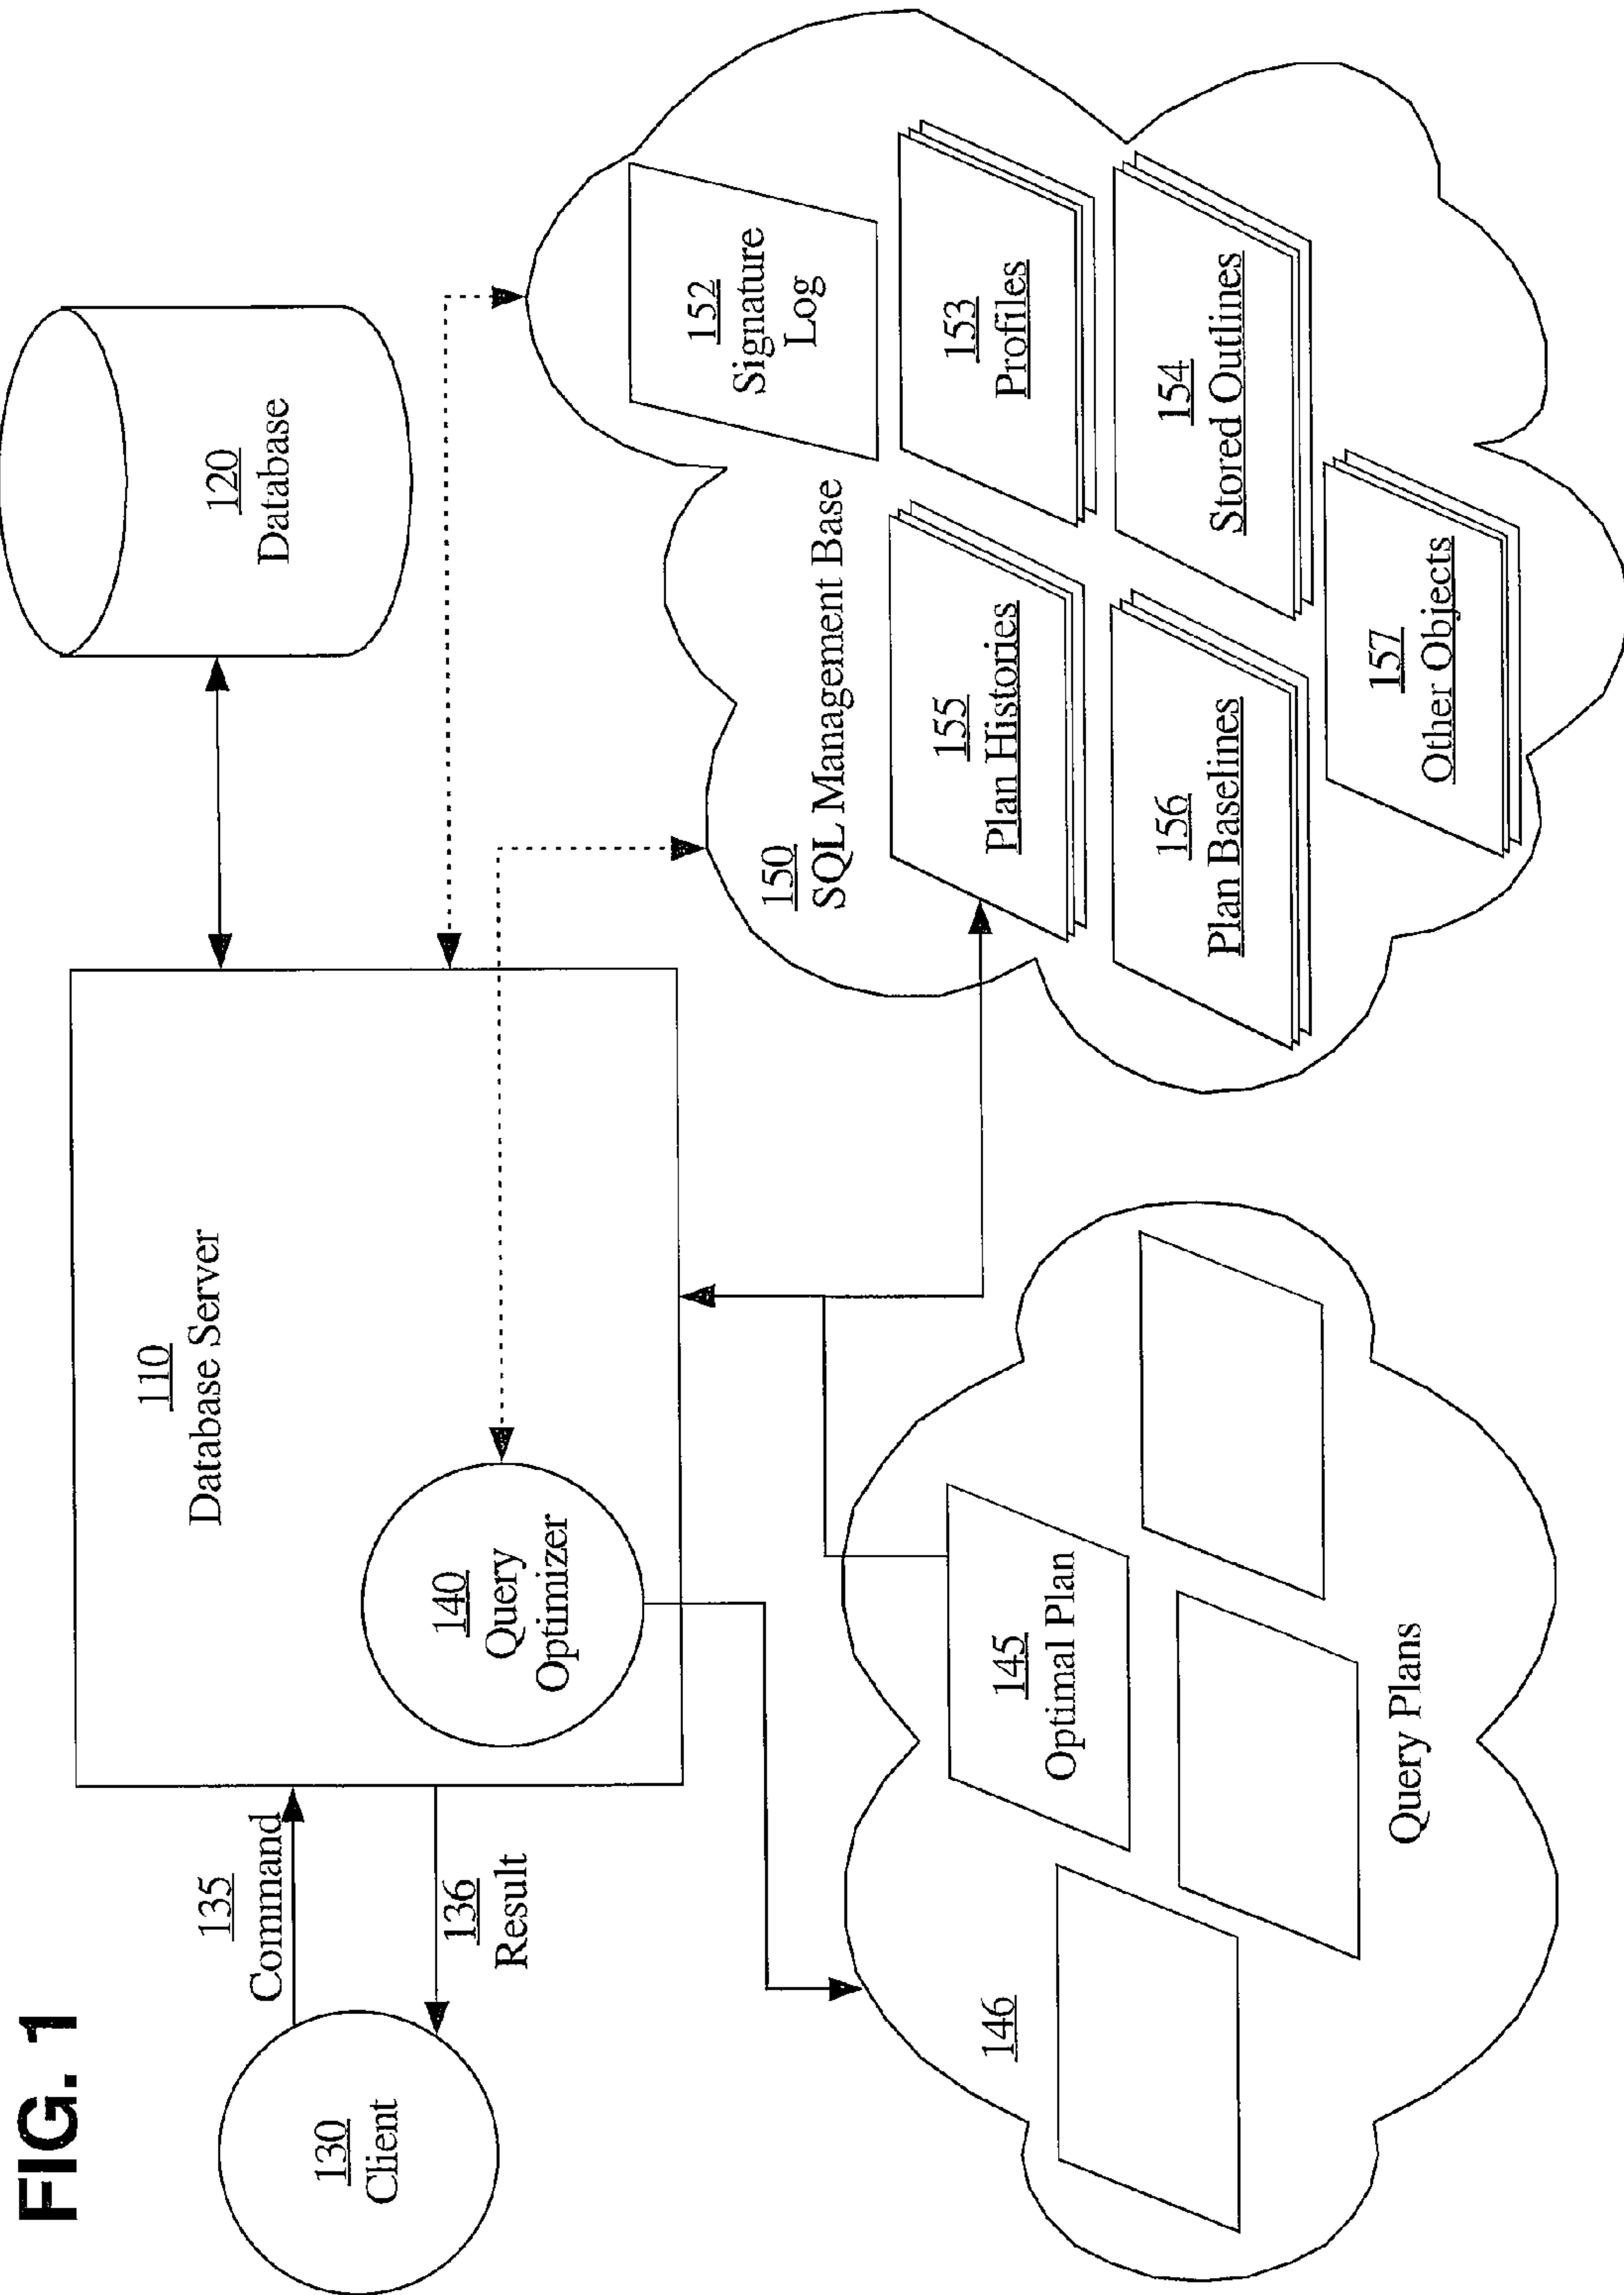 FIG. 1
130
Client
135
Command
136
Result
110
Database Server
140
Query
Optimizer
120
Database
150
SQL Management Base
152
Signature
Log
155
Plan Histories
153
Profiles
156
Plan Baselines
154
Stored Outlines
157
Other Objects
146
145
Optimal Plan
Query Plans